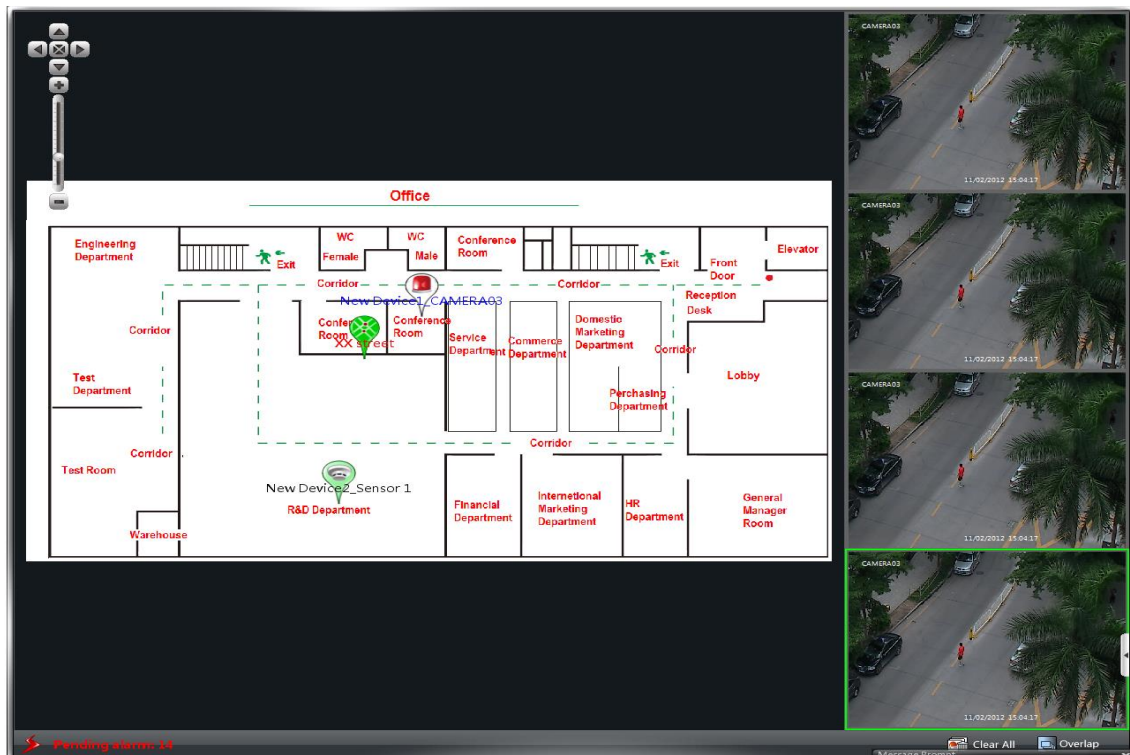 Office
Engineering
Department
Exit
WC
Female
WC
Male
Conference
Room
Exit
Front
Door
Elevator
Corridor
Corridor
Reception
Desk
New Device1_CAMERA03
Conference
Room
XX street
Corridor
Service
Department
Commerce
Department
Domestic
Marketing
Department
Corridor
Lobby
Test
Department
Perchasing
Department
Corridor
Corridor
Test Room
New Device2_Sensor 1
R&D Department
Financial
Department
Internetional
Marketing
Department
HR
Department
General
Manager
Room
Warehouse
CAMERA03
11/02/2012 15:04:17
CAMERA03
11/02/2012 15:04:17
CAMERA03
11/02/2012 15:04:17
CAMERA03
11/02/2012 15:04:17
Pending alarm: 14
Clear All
Overlap
Message Prompt